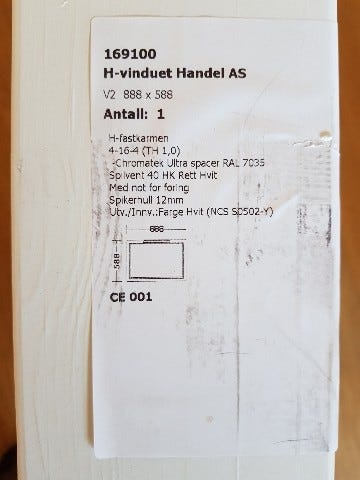 169100
H-vinduet Handel AS
V2 888 x 588
Antall: 1
H-fastkarmen
4-16-4 (TH 1,0)
-Chromatek Ultra spacer RAL 7035
Spilvent 40 HK Rett Hvit
Med not for foring
Spikerhull 12mm
Utv./Innv.:Farge Hvit (NCS S0502-Y)
888
588
CE 001